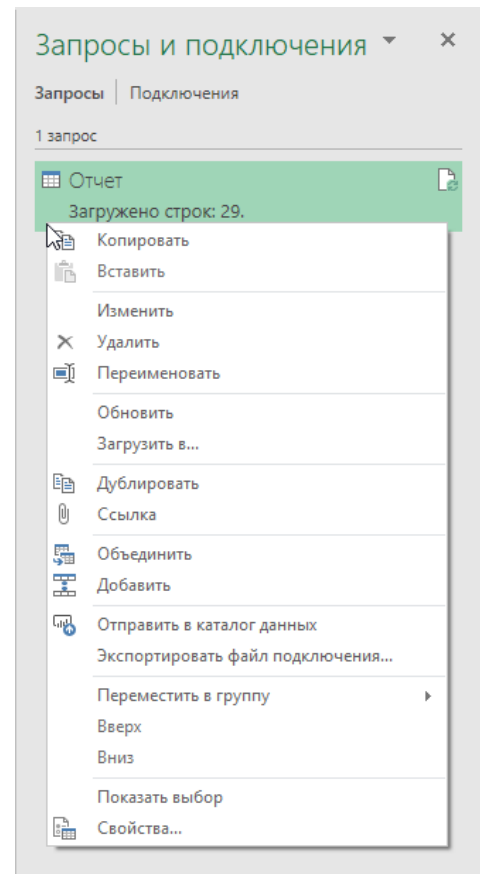 Запросы и подключения
Запросы
Подключения
1 запрос
Отчет
Загружено строк: 29.
Копировать
Вставить
Изменить
Удалить
Переименовать
Обновить
Загрузить в...
Дублировать
Ссылка
Объединить
Добавить
Отправить в каталог данных
Экспортировать файл подключения...
Переместить в группу
Вверх
Вниз
Показать выбор
Свойства...